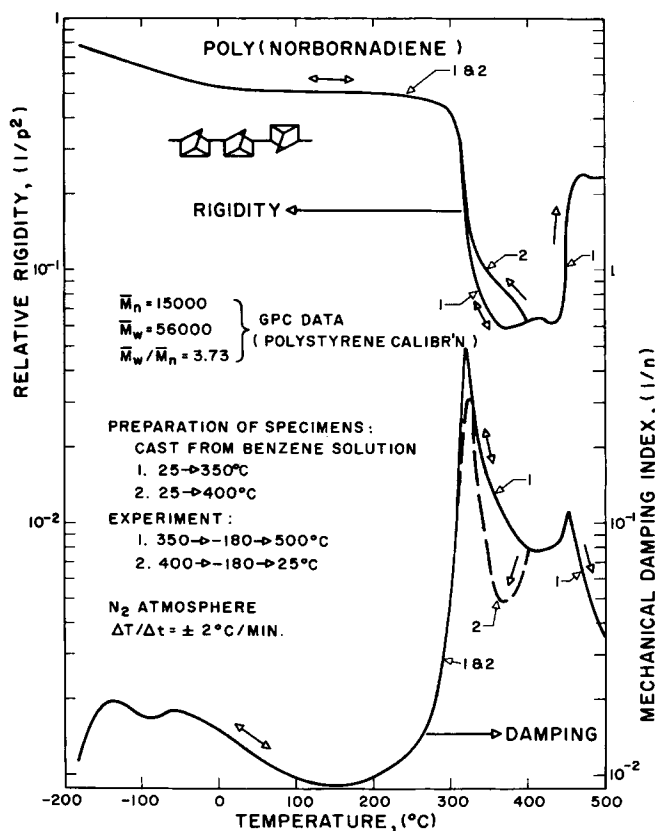 POLY(NORBORNADIENE)
1 & 2
RIGIDITY
2
1
1
M̄n = 15000
M̄w = 56000
M̄w/M̄n = 3.73
GPC DATA
(POLYSTYRENE CALIBR'N)
PREPARATION OF SPECIMENS:
CAST FROM BENZENE SOLUTION
1. 25→350°C
2. 25→400°C
EXPERIMENT:
1. 350→-180→500°C
2. 400→-180→25°C
N2 ATMOSPHERE
ΔT/Δt = ± 2°C/MIN.
1
1
2
1 & 2
DAMPING
RELATIVE RIGIDITY, (1/p²)
1
10⁻¹
10⁻²
MECHANICAL DAMPING INDEX, (1/n)
1
10⁻¹
10⁻²
-200 -100 0 100 200 300 400 500
TEMPERATURE, (°C)